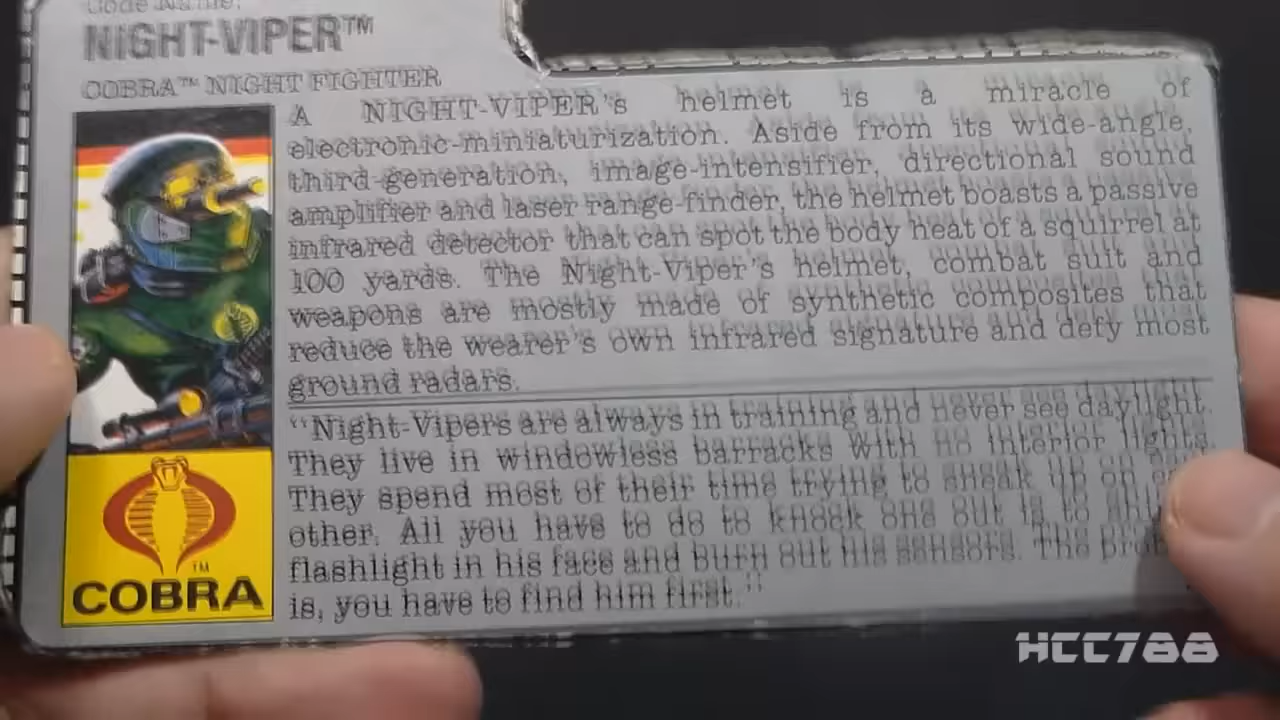 Code Name:
NIGHT-VIPER™
COBRA™ NIGHT FIGHTER
A NIGHT-VIPER's helmet is a miracle of
electronic-miniaturization. Aside from its wide-angle,
third-generation, image-intensifier, directional sound
amplifier and laser range-finder, the helmet boasts a passive
infrared detector that can spot the body heat of a squirrel at
100 yards. The Night-Viper's helmet, combat suit and
weapons are mostly made of synthetic composites that
reduce the wearer's own infrared signature and defy most
ground radars.
"Night-Vipers are always in training and never see daylight.
They live in windowless barracks with no interior lights.
They spend most of their time trying to sneak up on
other. All you have to do to knock one out is to
flashlight in his face and burn out his sensors. The
is, you have to find him first."
COBRA™
HCC788